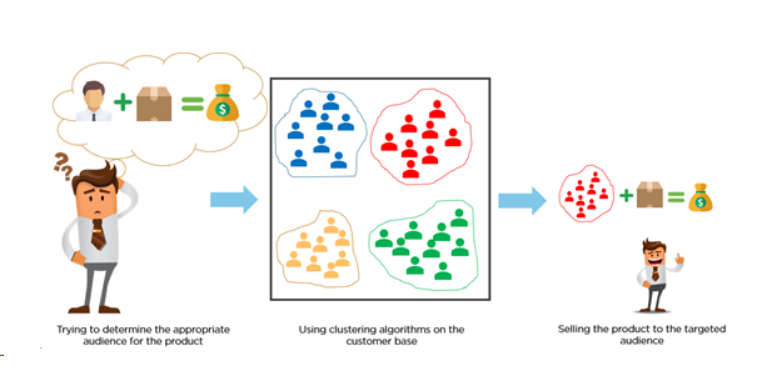 ??
?
$
$
Trying to determine the appropriate
audience for the product
Using clustering algorithms on the
customer base
Selling the product to the targeted
audience